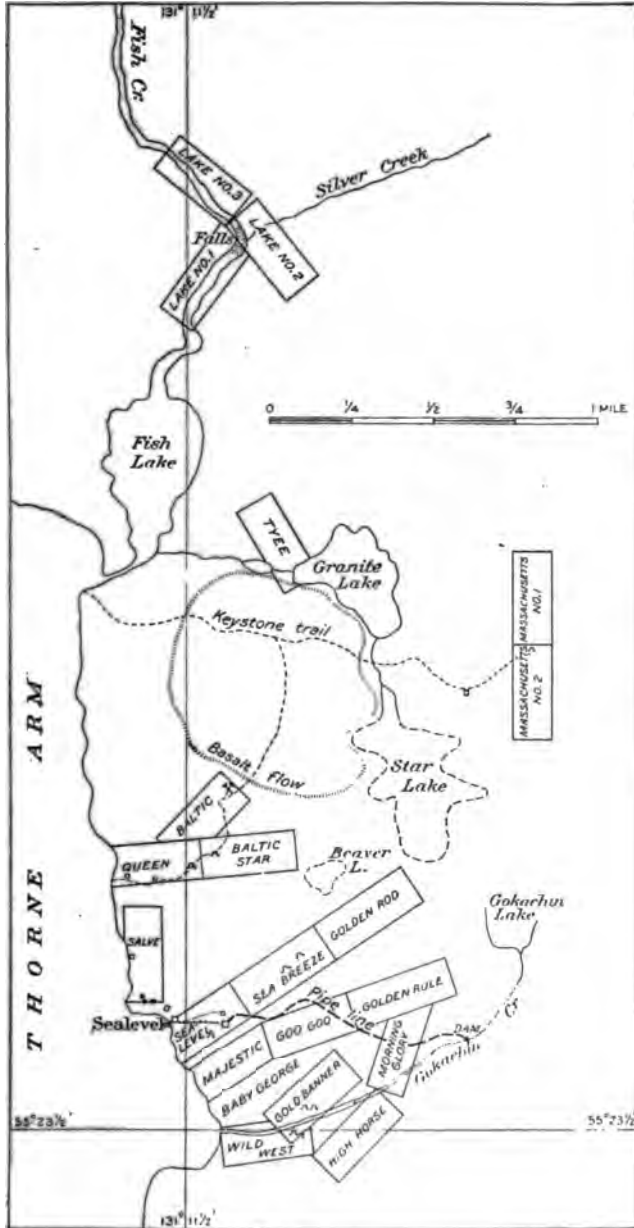 131° 11½'
Fish Cr.
LAKE NO.3
Silver Creek
Falls
LAKE NO.2
LAKE NO.1
0 ¼ ½ ¾ 1 MILE
Fish
Lake
TYEE
Granite
Lake
MASSACHUSETTS
NO.1
Keystone trail
MASSACHUSETTS
NO.2
THORNE ARM
Basalt flow
Star
Lake
BALTIC
QUEEN
BALTIC
STAR
Beaver
L.
Gokachin
Lake
SALVE
GOLDEN ROD
SEA BREEZE
Sealevel
SEA
LEVEL
Pipe line
GOLDEN RULE
GOO GOO
MAJESTIC
DAM
MORNING
GLORY
Gokachin Cr.
BABY GEORGE
GOLD BANNER
55° 23½'
55° 23½'
WILD
WEST
HIGH HORSE
131° 11½'